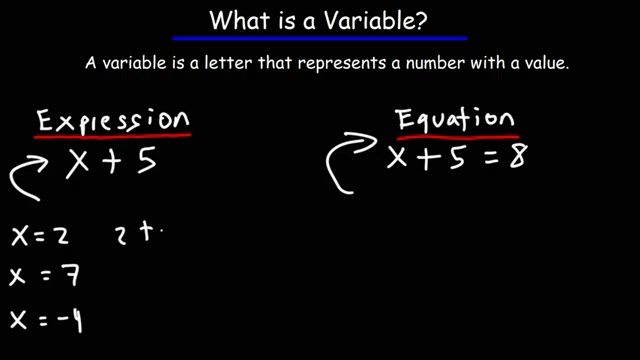 What is a Variable?
A variable is a letter that represents a number with a value.
Expression
x + 5
x = 2 2 +
x = 7
x = -4
Equation
x + 5 = 8